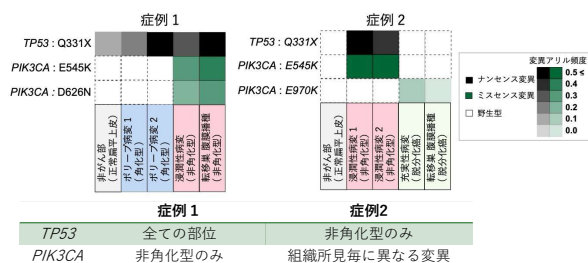 症例 1
TP53 : Q331X
PIK3CA : E545K
PIK3CA : D626N
非がん部（正常扁平上皮）
ポリープ病変 1（角化型）
ポリープ病変 2（角化型）
浸潤性病変（非角化型）
転移巣 腹膜播種（非角化型）
症例 2
TP53 : Q331X
PIK3CA : E545K
PIK3CA : E970K
非がん部（正常扁平上皮）
浸潤性病変 1（非角化型）
浸潤性病変 2（非角化型）
充実性病変（脱分化癌）
転移巣 腹膜播種（脱分化癌）
変異アリル頻度
■ ナンセンス変異
■ ミスセンス変異
□ 野生型
0.5 ≤
0.4
0.3
0.2
0.1
0.0
症例 1 症例2
TP53 全ての部位 非角化型のみ
PIK3CA 非角化型のみ 組織所見毎に異なる変異